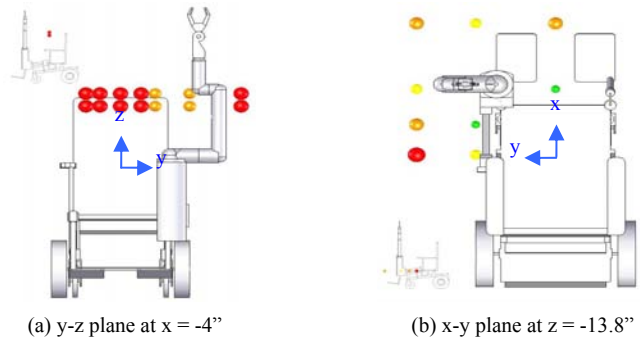 z
y
x
y
(a) y-z plane at x = -4”
(b) x-y plane at z = -13.8”